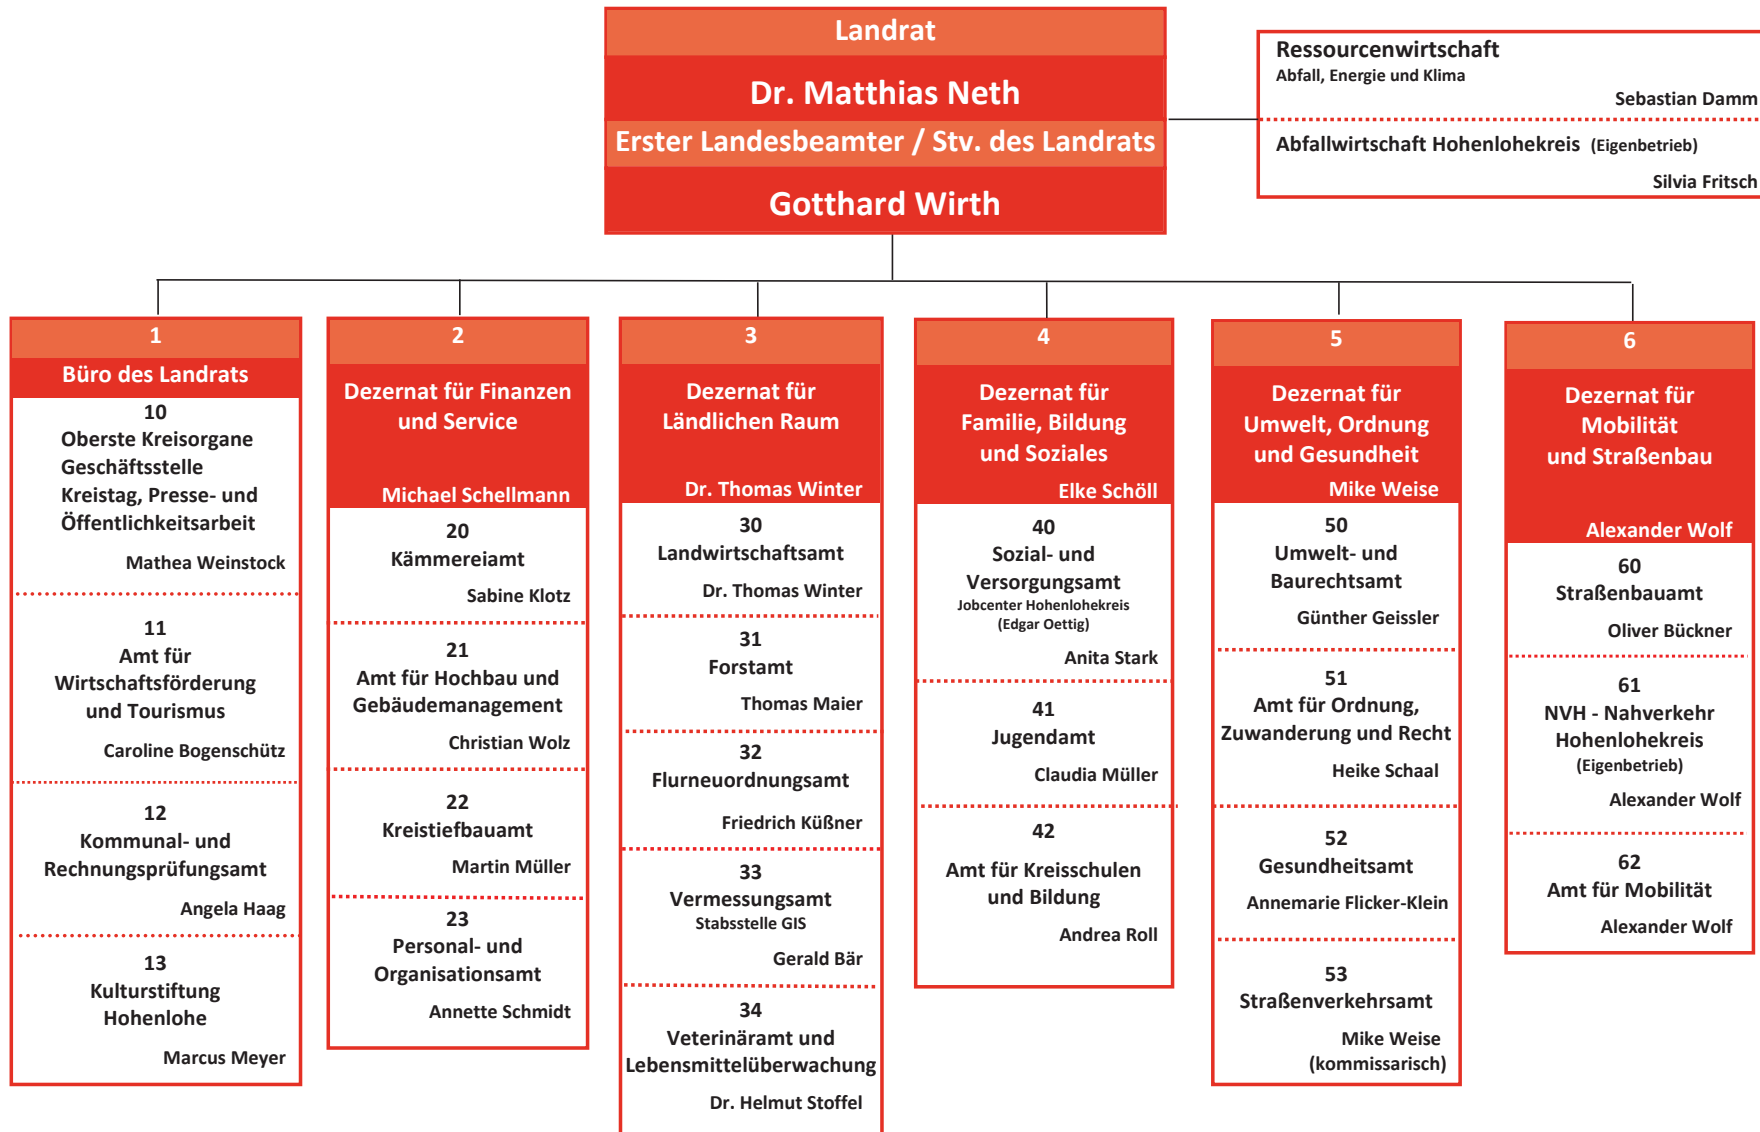 Landrat
Dr. Matthias Neth
Erster Landesbeamter / Stv. des Landrats
Gotthard Wirth
Ressourcenwirtschaft
Abfall, Energie und Klima
Sebastian Damm
Abfallwirtschaft Hohenlohekreis (Eigenbetrieb)
Silvia Fritsch
1
Büro des Landrats
10
Oberste Kreisorgane
Geschäftsstelle
Kreistag, Presse- und
Öffentlichkeitsarbeit
Mathea Weinstock
11
Amt für
Wirtschaftsförderung
und Tourismus
Caroline Bogenschütz
12
Kommunal- und
Rechnungsprüfungsamt
Angela Haag
13
Kulturstiftung
Hohenlohe
Marcus Meyer
2
Dezernat für Finanzen
und Service
Michael Schellmann
20
Kämmereiamt
Sabine Klotz
21
Amt für Hochbau und
Gebäudemanagement
Christian Wolz
22
Kreistiefbauamt
Martin Müller
23
Personal- und
Organisationsamt
Annette Schmidt
3
Dezernat für
Ländlichen Raum
Dr. Thomas Winter
30
Landwirtschaftsamt
Dr. Thomas Winter
31
Forstamt
Thomas Maier
32
Flurneuordnungsamt
Friedrich Küßner
33
Vermessungsamt
Stabsstelle GIS
Gerald Bär
34
Veterinäramt und
Lebensmittelüberwachung
Dr. Helmut Stoffel
4
Dezernat für
Familie, Bildung
und Soziales
Elke Schöll
40
Sozial- und
Versorgungsamt
Jobcenter Hohenlohekreis
(Edgar Oettig)
Anita Stark
41
Jugendamt
Claudia Müller
42
Amt für Kreisschulen
und Bildung
Andrea Roll
5
Dezernat für
Umwelt, Ordnung
und Gesundheit
Mike Weise
50
Umwelt- und
Baurechtsamt
Günther Geissler
51
Amt für Ordnung,
Zuwanderung und Recht
Heike Schaal
52
Gesundheitsamt
Annemarie Flicker-Klein
53
Straßenverkehrsamt
Mike Weise
(kommissarisch)
6
Dezernat für
Mobilität
und Straßenbau
Alexander Wolf
60
Straßenbauamt
Oliver Bückner
61
NVH - Nahverkehr
Hohenlohekreis
(Eigenbetrieb)
Alexander Wolf
62
Amt für Mobilität
Alexander Wolf